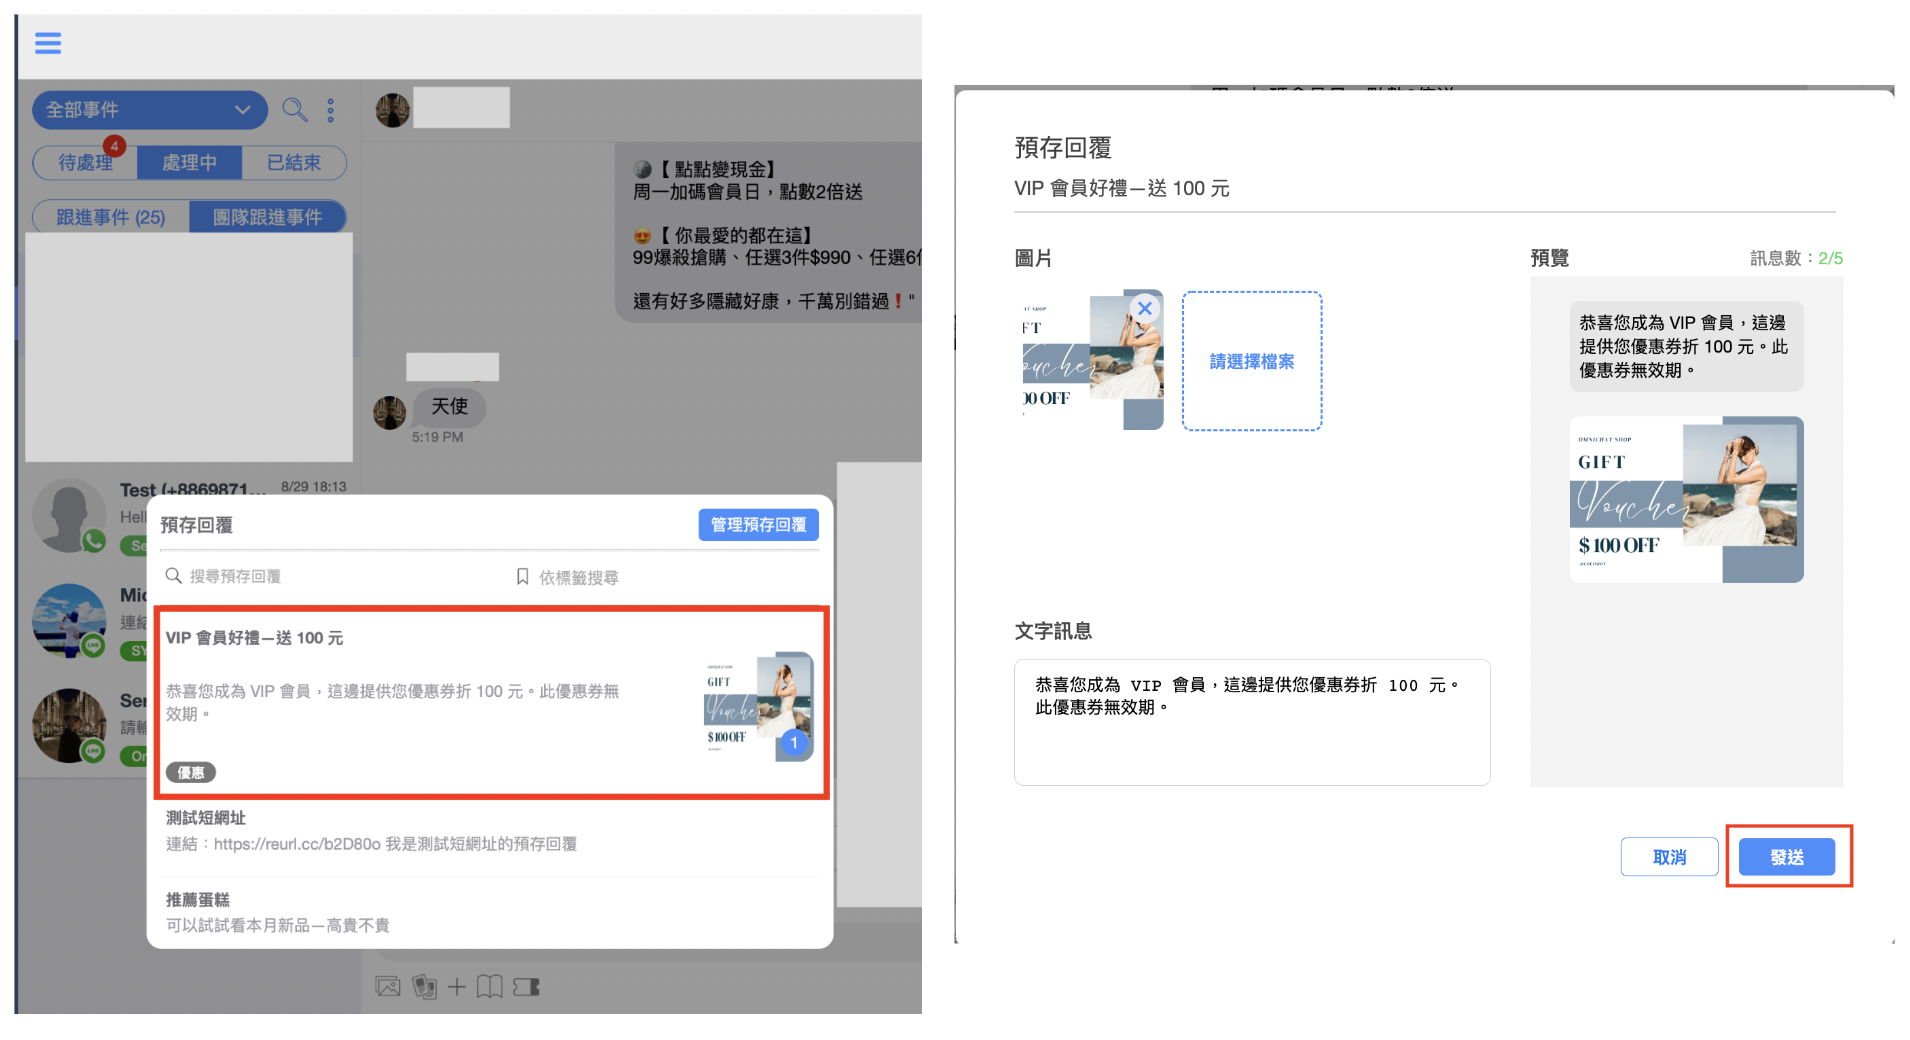 全部事件
待處理
4
處理中
已結束
跟進事件 (25)
團隊跟進事件
【 點點變現金】
周一加碼會員日，點數2倍送
【 你最愛的都在這】
99爆殺搶購、任選3件$990、任選6
還有好多隱藏好康，千萬別錯過❗"
天使
5:19 PM
Test (+8869871...
8/29 18:13
預存回覆
管理預存回覆
搜尋預存回覆
依標籤搜尋
VIP 會員好禮—送 100 元
恭喜您成為 VIP 會員，這邊提供您優惠券折 100 元。此優惠券無
效期。
優惠
GIFT
Voucher
$ 100 OFF
1
測試短網址
連結：https://reurl.cc/b2D80o 我是測試短網址的預存回覆
推薦蛋糕
可以試試看本月新品—高貴不貴
預存回覆
VIP 會員好禮—送 100 元
圖片
請選擇檔案
文字訊息
恭喜您成為 VIP 會員，這邊提供您優惠券折 100 元。
此優惠券無效期。
預覽
訊息數：2/5
恭喜您成為 VIP 會員，這邊
提供您優惠券折 100 元。此
優惠券無效期。
OMNICHAT SHOP
GIFT
Voucher
$ 100 OFF
取消
發送